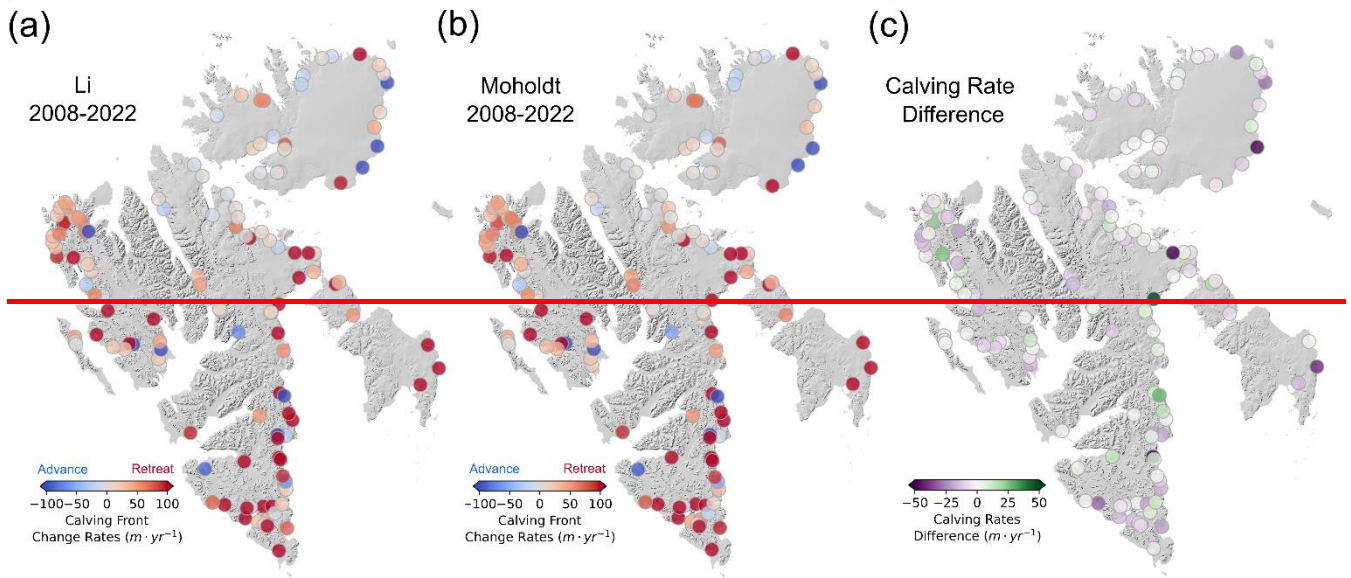 (a)
Li
2008-2022
Advance Retreat
−100 −50 0 50 100
Calving Front
Change Rates (m · yr⁻¹)
(b)
Moholdt
2008-2022
Advance Retreat
−100 −50 0 50 100
Calving Front
Change Rates (m · yr⁻¹)
(c)
Calving Rate
Difference
−50 −25 0 25 50
Calving Rates
Difference (m · yr⁻¹)